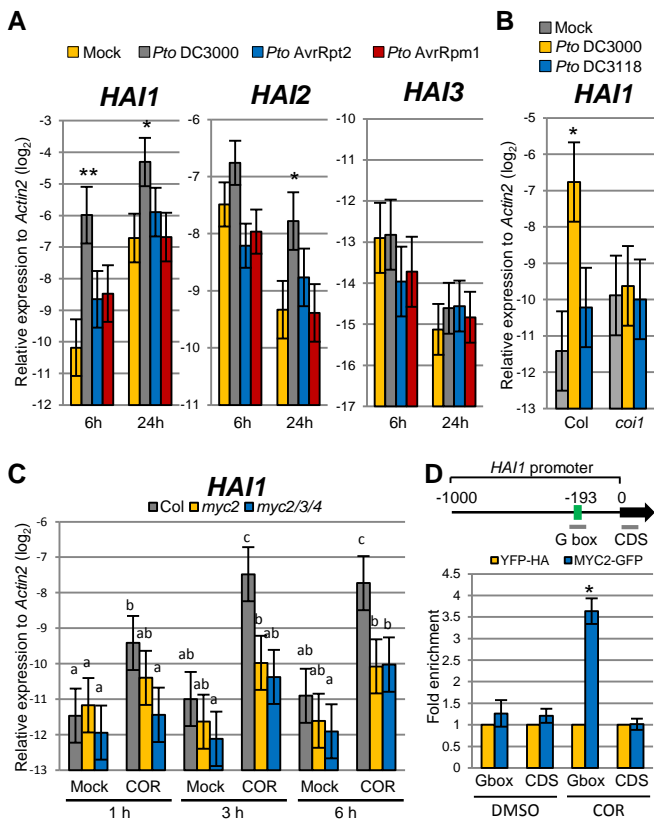 A
Mock Pto DC3000 Pto AvrRpt2 Pto AvrRpm1
HAI1 HAI2 HAI3
Relative expression to Actin2 (log2)
-3
-4
-5
-6
-7
-8
-9
-10
-11
-12
** *
6h 24h
-6
-7
-8
-9
-10
-11
*
6h 24h
-10
-11
-12
-13
-14
-15
-16
-17
6h 24h
B
Mock
Pto DC3000
Pto DC3118
HAI1
Relative expression to Actin2 (log2)
-5
-6
-7
-8
-9
-10
-11
-12
-13
*
Col coi1
C
HAI1
Col myc2 myc2/3/4
Relative expression to Actin2 (log2)
-6
-7
-8
-9
-10
-11
-12
-13
a a a b ab a ab ab a c b ab ab ab a c b b
Mock COR Mock COR Mock COR
1 h 3 h 6 h
D
HAI1 promoter
-1000 -193 0
G box CDS
YFP-HA MYC2-GFP
Fold enrichment
4.5
4
3.5
3
2.5
2
1.5
1
0.5
0
*
Gbox CDS Gbox CDS
DMSO COR